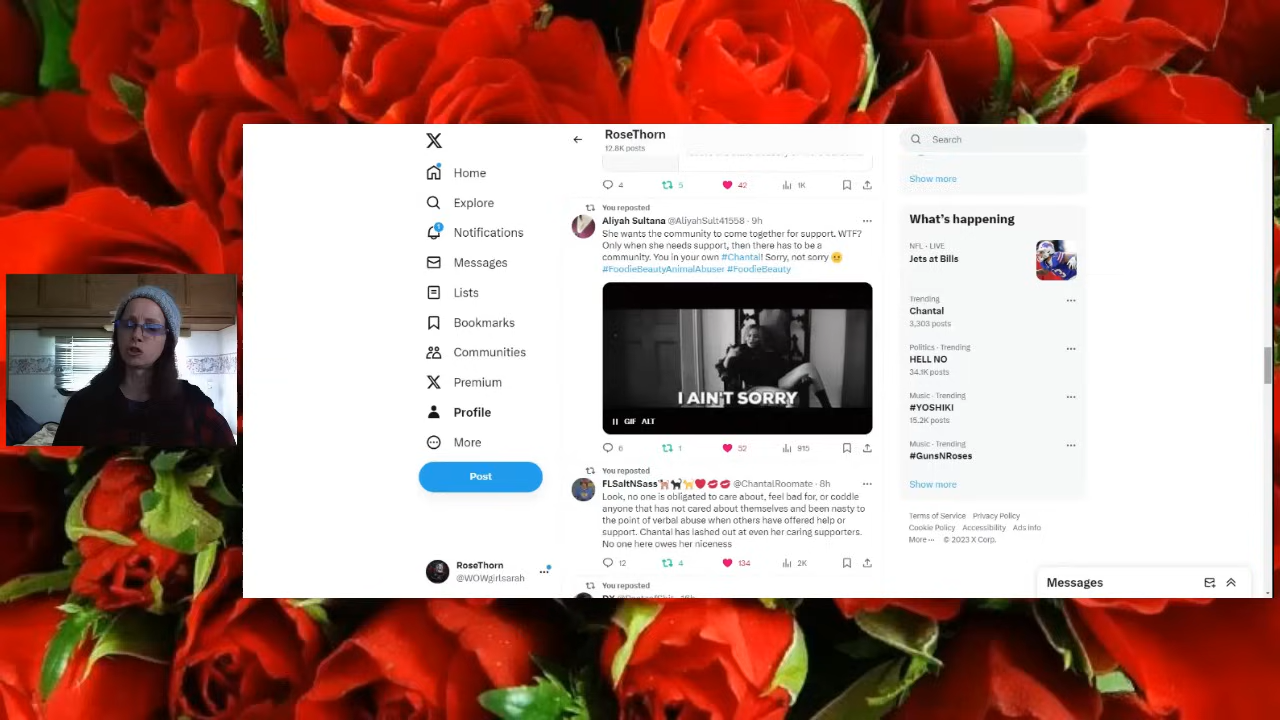 Home
Explore
1
Notifications
Messages
Lists
Bookmarks
Communities
Premium
Profile
More
Post
RoseThorn
@WOWgirlsarah
RoseThorn
12.8K posts
4 5 42 1K
You reposted
Aliyah Sultana @AliyahSult41558 · 9h
She wants the community to come together for support. WTF?
Only when she needs support, then there has to be a
community. You in your own #Chantal! Sorry, not sorry
#FoodieBeautyAnimalAbuser #FoodieBeauty
I AIN'T SORRY
GIF ALT
6 1 52 915
You reposted
FLSaltNSass @ChantalRoomate · 8h
Look, no one is obligated to care about, feel bad for, or coddle
anyone that has not cared about themselves and been nasty to
the point of verbal abuse when others have offered help or
support. Chantal has lashed out at even her caring supporters.
No one here owes her niceness
12 4 134 2K
You reposted
Search
Show more
What's happening
NFL · LIVE
Jets at Bills
Trending
Chantal
3,303 posts
Politics · Trending
HELL NO
34.1K posts
Music · Trending
#YOSHIKI
15.2K posts
Music · Trending
#GunsNRoses
Show more
Terms of Service Privacy Policy
Cookie Policy Accessibility Ads info
More ··· © 2023 X Corp.
Messages